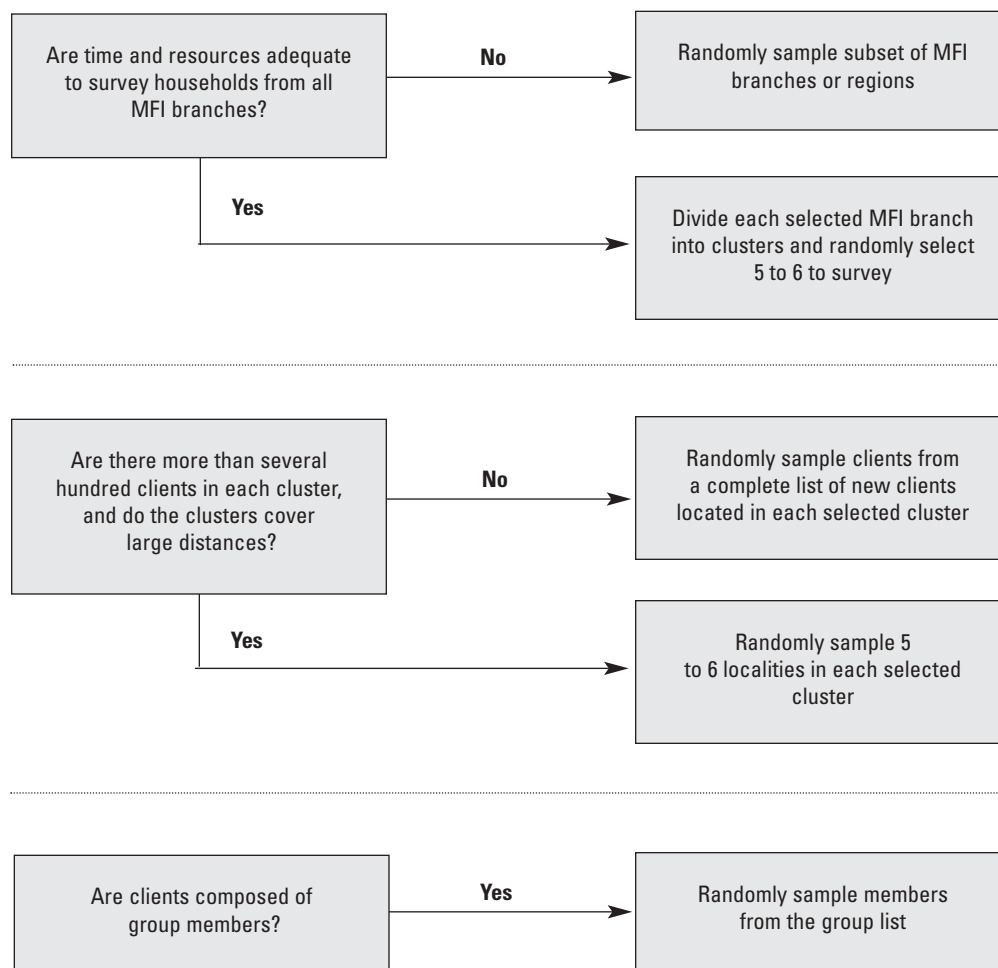 Are time and resources adequate
to survey households from all
MFI branches?
No
Randomly sample subset of MFI
branches or regions
Yes
Divide each selected MFI branch
into clusters and randomly select
5 to 6 to survey
Are there more than several
hundred clients in each cluster,
and do the clusters cover
large distances?
No
Randomly sample clients from
a complete list of new clients
located in each selected cluster
Yes
Randomly sample 5
to 6 localities in each selected
cluster
Are clients composed of
group members?
Yes
Randomly sample members
from the group list